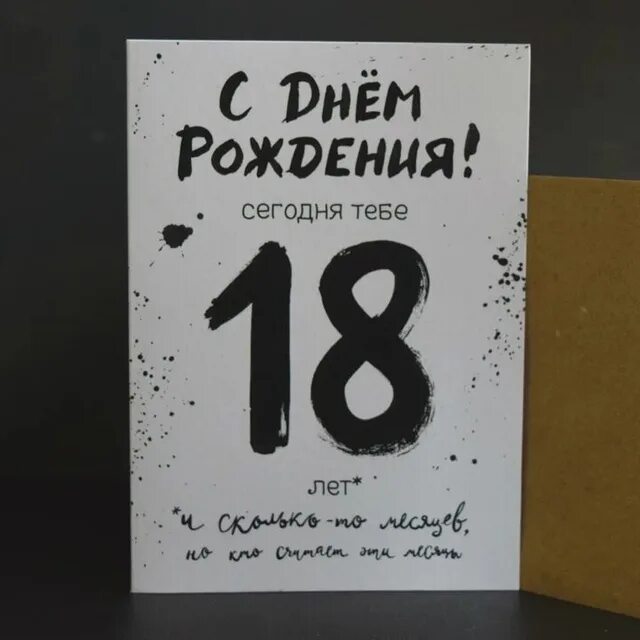 С Днём
Рождения!
сегодня тебе
18
лет*
*и сколько-то месяцев,
но кто считает эти месяцы